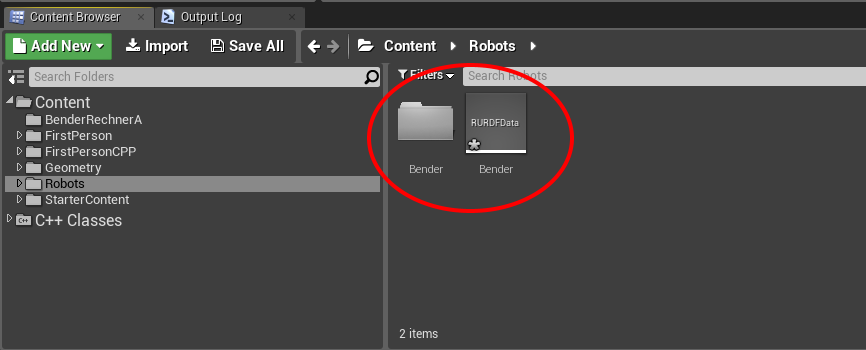 Content Browser
Output Log
Add New
Import
Save All
Content
Robots
Search Folders
Filters
Search Robots
Content
BenderRechnerA
FirstPerson
FirstPersonCPP
Geometry
Robots
StarterContent
C++ Classes
RURDFData
Bender
Bender
2 items